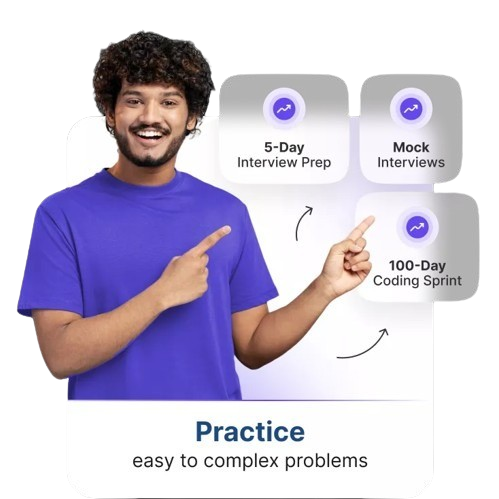 5-Day
Interview Prep
Mock
Interviews
100-Day
Coding Sprint
Practice
easy to complex problems